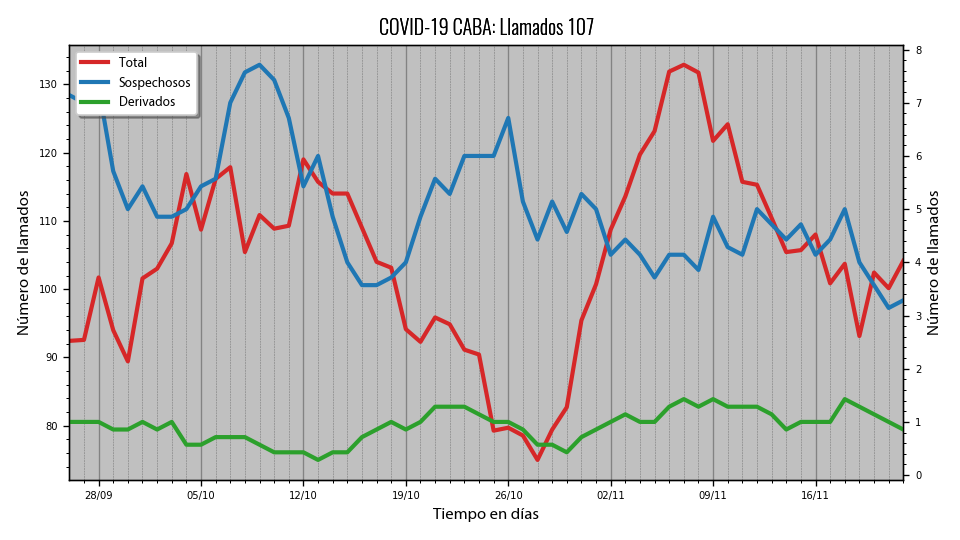 COVID-19 CABA: Llamados 107
Total
Sospechosos
Derivados
Número de llamados
130
120
110
100
90
80
8
7
6
5
4
3
2
1
0
Número de llamados
28/09 05/10 12/10 19/10 26/10 02/11 09/11 16/11
Tiempo en días